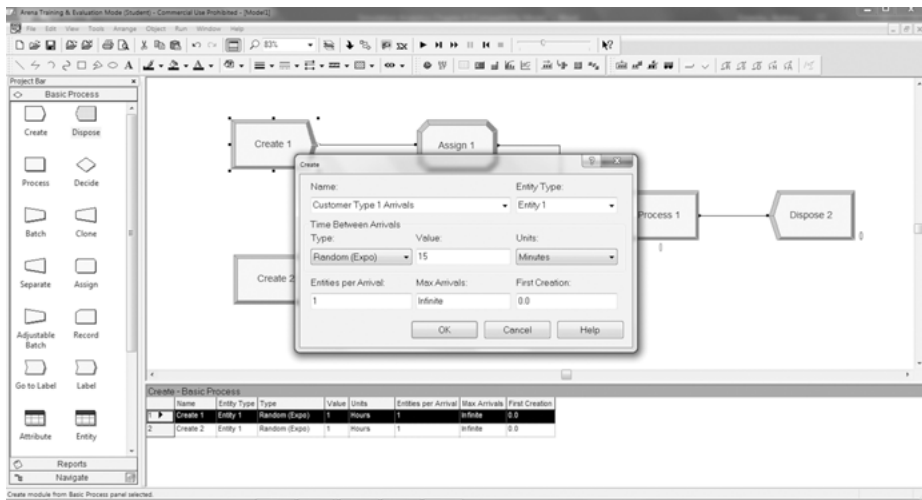 Arena Training & Evaluation Mode (Student) - Commercial Use Prohibited - [Model2]
File Edit View Tools Arrange Object Run Window Help
83%
Project Bar
Basic Process
Create Dispose
Process Decide
Batch Clone
Separate Assign
Adjustable Batch Record
Go to Label Label
Attribute Entity
Reports
Navigate
Create 1
Assign 1
Create 2
Process 1
Dispose 2
0
Create
Name: Entity Type:
Customer Type 1 Arrivals Entity 1
Time Between Arrivals
Type: Value: Units:
Random (Expo) 15 Minutes
Entities per Arrival: Max Arrivals: First Creation:
1 Infinite 0.0
OK Cancel Help
Create - Basic Process
Name Entity Type Type Value Units Entities per Arrival Max Arrivals First Creation
1 Create 1 Entity 1 Random (Expo) 1 Hours 1 Infinite 0.0
2 Create 2 Entity 1 Random (Expo) 1 Hours 1 Infinite 0.0
Create module from Basic Process panel selected.